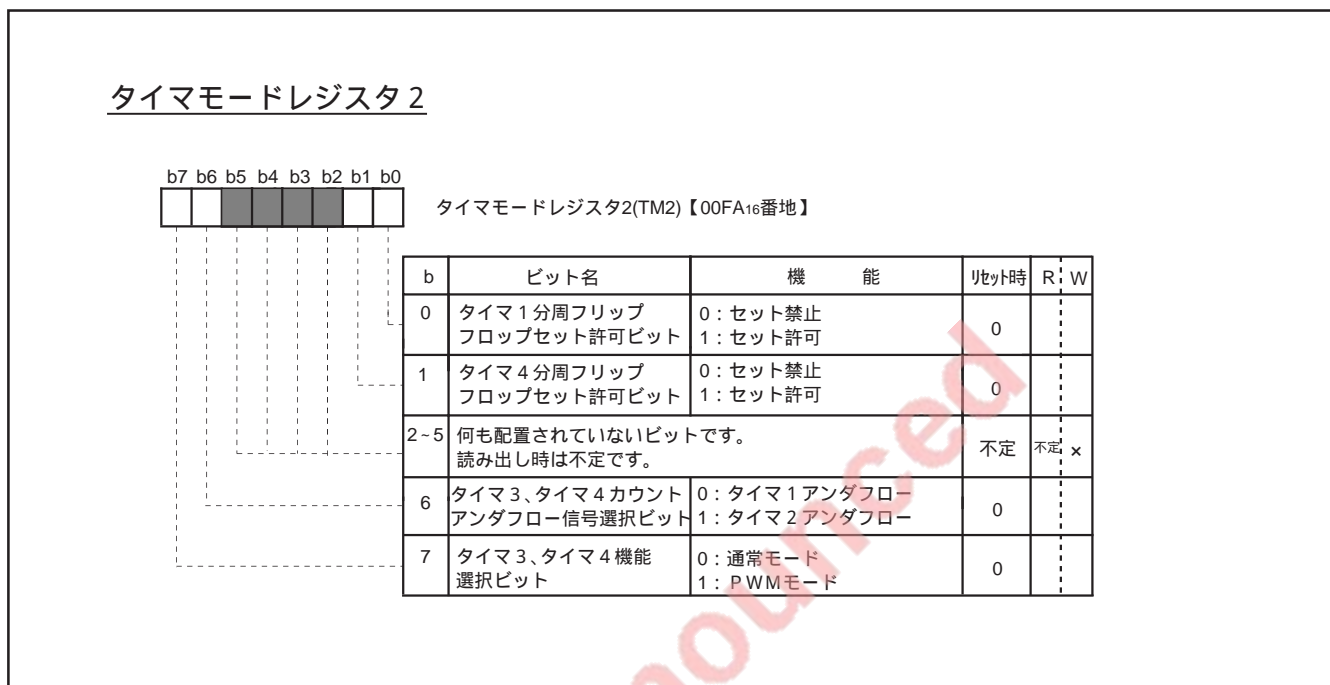 タイマモードレジスタ2
b7 b6 b5 b4 b3 b2 b1 b0
タイマモードレジスタ2(TM2)【00FA16番地】
b ビット名 機 能 リセット時 R W
0 タイマ1分周フリップ 0:セット禁止 0
フロップセット許可ビット 1:セット許可
1 タイマ4分周フリップ 0:セット禁止 0
フロップセット許可ビット 1:セット許可
2~5 何も配置されていないビットです。 不定 不定 ×
読み出し時は不定です。
6 タイマ3、タイマ4カウント 0:タイマ1アンダフロー 0
アンダフロー信号選択ビット 1:タイマ2アンダフロー
7 タイマ3、タイマ4機能 0:通常モード 0
選択ビット 1:PWMモード
ounced